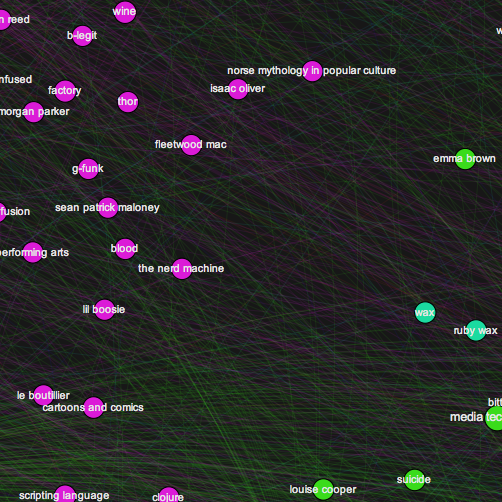 wine
n reed
b-legit
norse mythology in popular culture
nfused
isaac oliver
factory
thor
morgan parker
fleetwood mac
emma brown
g-funk
sean patrick maloney
fusion
blood
performing arts
the nerd machine
lil boosie
wax
ruby wax
le boutillier
cartoons and comics
bitt
media tec
suicide
louise cooper
scripting language
clojure